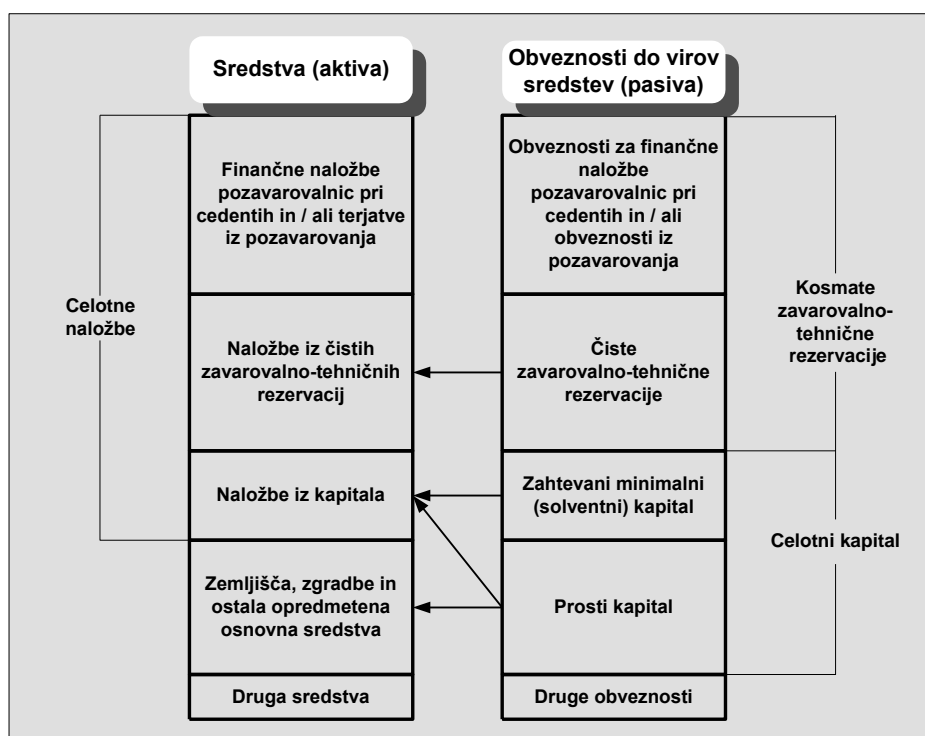 Sredstva (aktiva)
Obveznosti do virov
sredstev (pasiva)
Finančne naložbe
pozavarovalnic pri
cedentih in / ali terjatve
iz pozavarovanja
Obveznosti za finančne
naložbe
pozavarovalnic pri
cedentih in / ali
obveznosti iz
pozavarovanja
Celotne
naložbe
Kosmate
zavarovalno-
tehnične
rezervacije
Naložbe iz čistih
zavarovalno-tehničnih
rezervacij
Čiste
zavarovalno-tehnične
rezervacije
Naložbe iz kapitala
Zahtevani minimalni
(solventni) kapital
Celotni kapital
Zemljišča, zgradbe in
ostala opredmetena
osnovna sredstva
Prosti kapital
Druga sredstva
Druge obveznosti